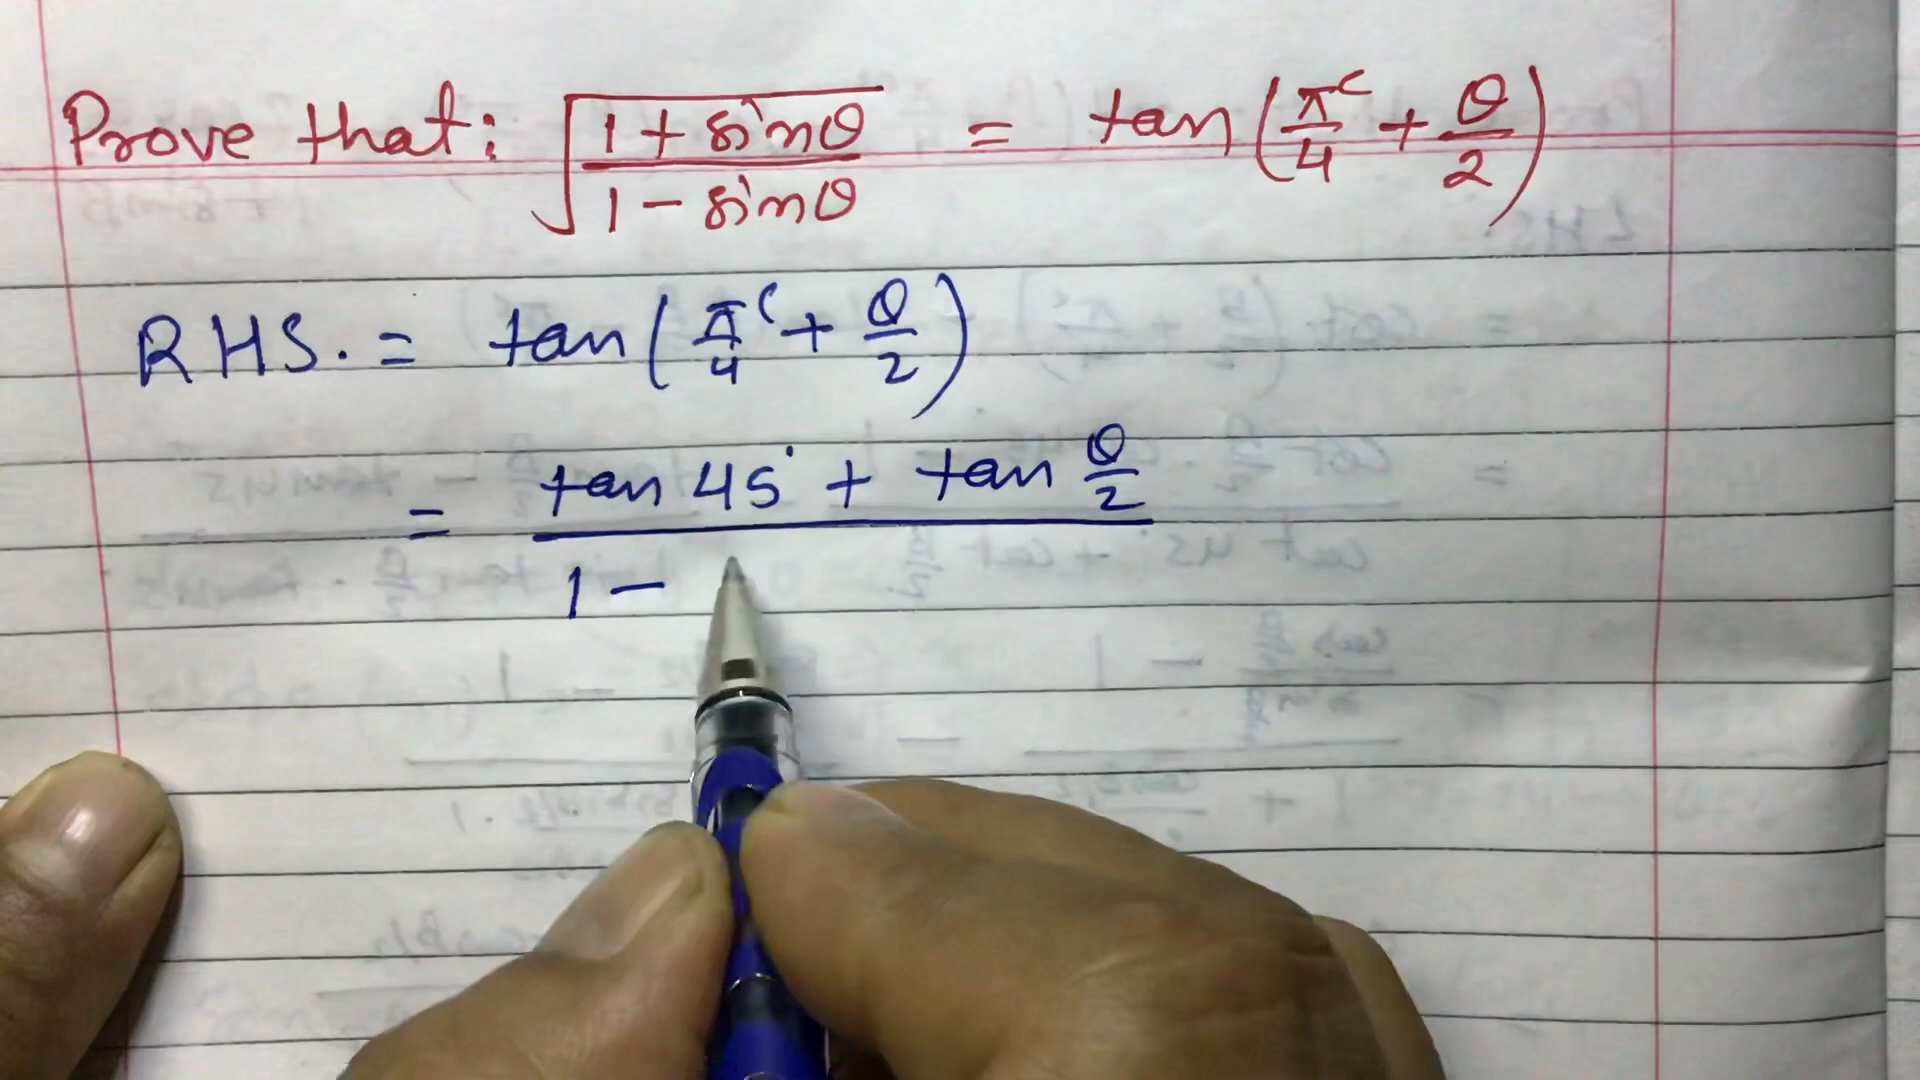 Prove that: √(1 + sinθ / 1 - sinθ) = tan(π^c/4 + θ/2)
RHS. = tan(π^c/4 + θ/2)
= tan 45° + tan θ/2
1 -